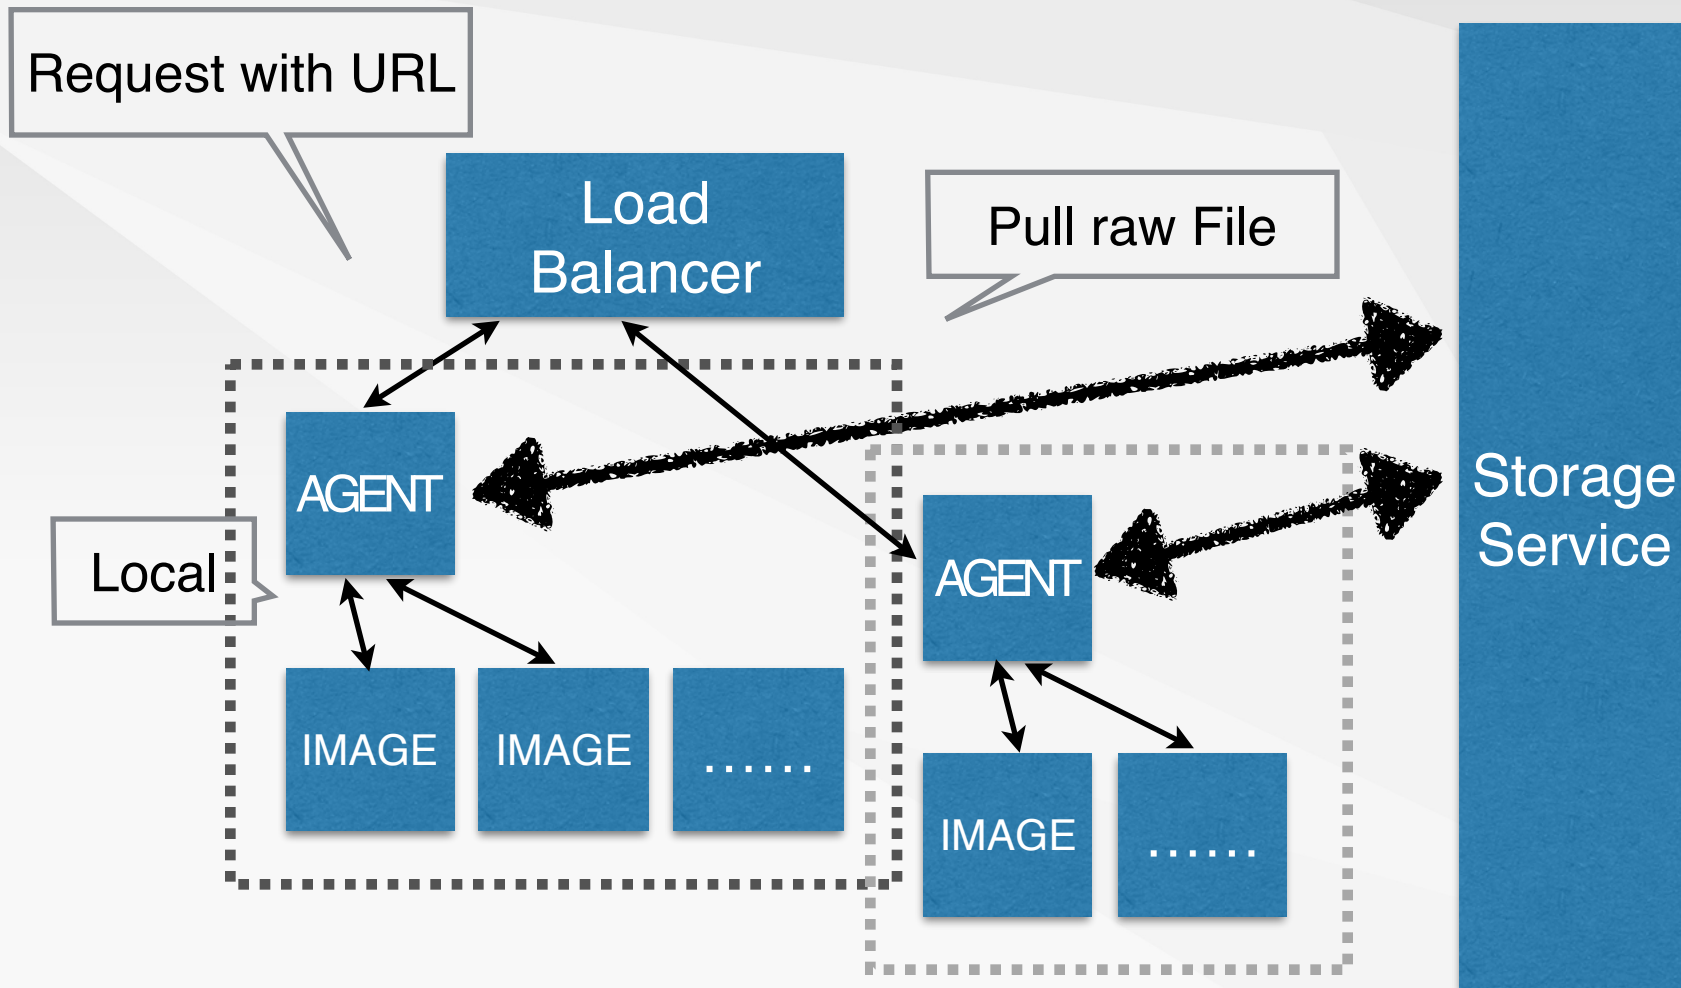 Request with URL
Load
Balancer
Pull raw File
AGENT
Storage
Service
Local
AGENT
IMAGE
IMAGE
......
IMAGE
......